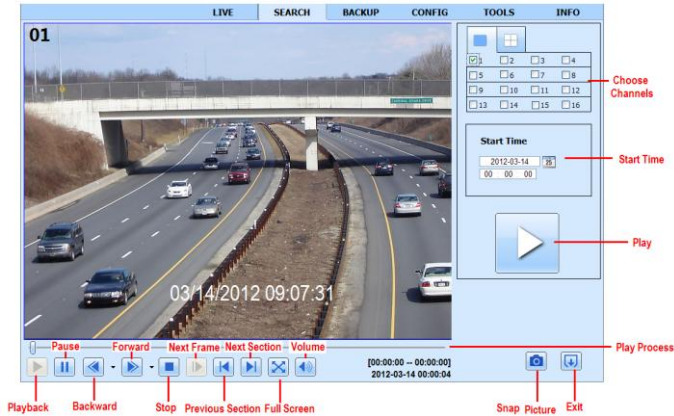 LIVE SEARCH BACKUP CONFIG TOOLS INFO
01
1 2 3 4
5 6 7 8
9 10 11 12
13 14 15 16
Choose
Channels
Start Time
2012-03-14 25
00 00 00
Start Time
Play
03/14/2012 09:07:31
Play Process
Pause Forward Next Frame Next Section Volume
[00:00:00 -- 00:00:00]
2012-03-14 00:00:04
Playback Backward Stop Previous Section Full Screen Snap Picture Exit